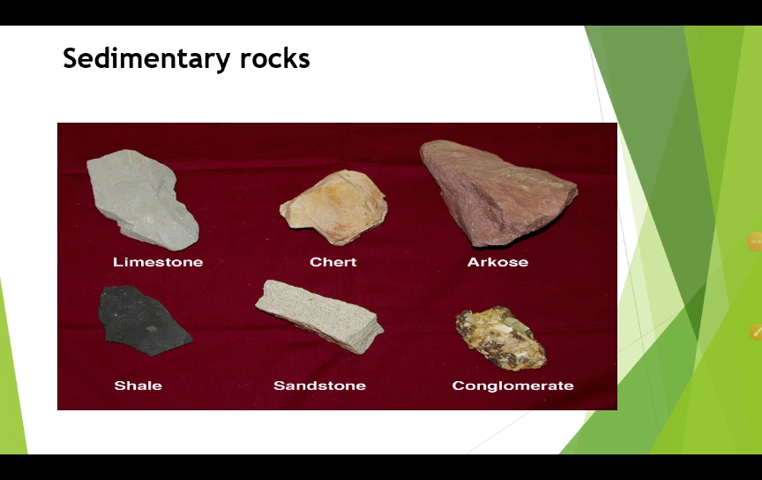 Sedimentary rocks
Limestone Chert Arkose
Shale Sandstone Conglomerate